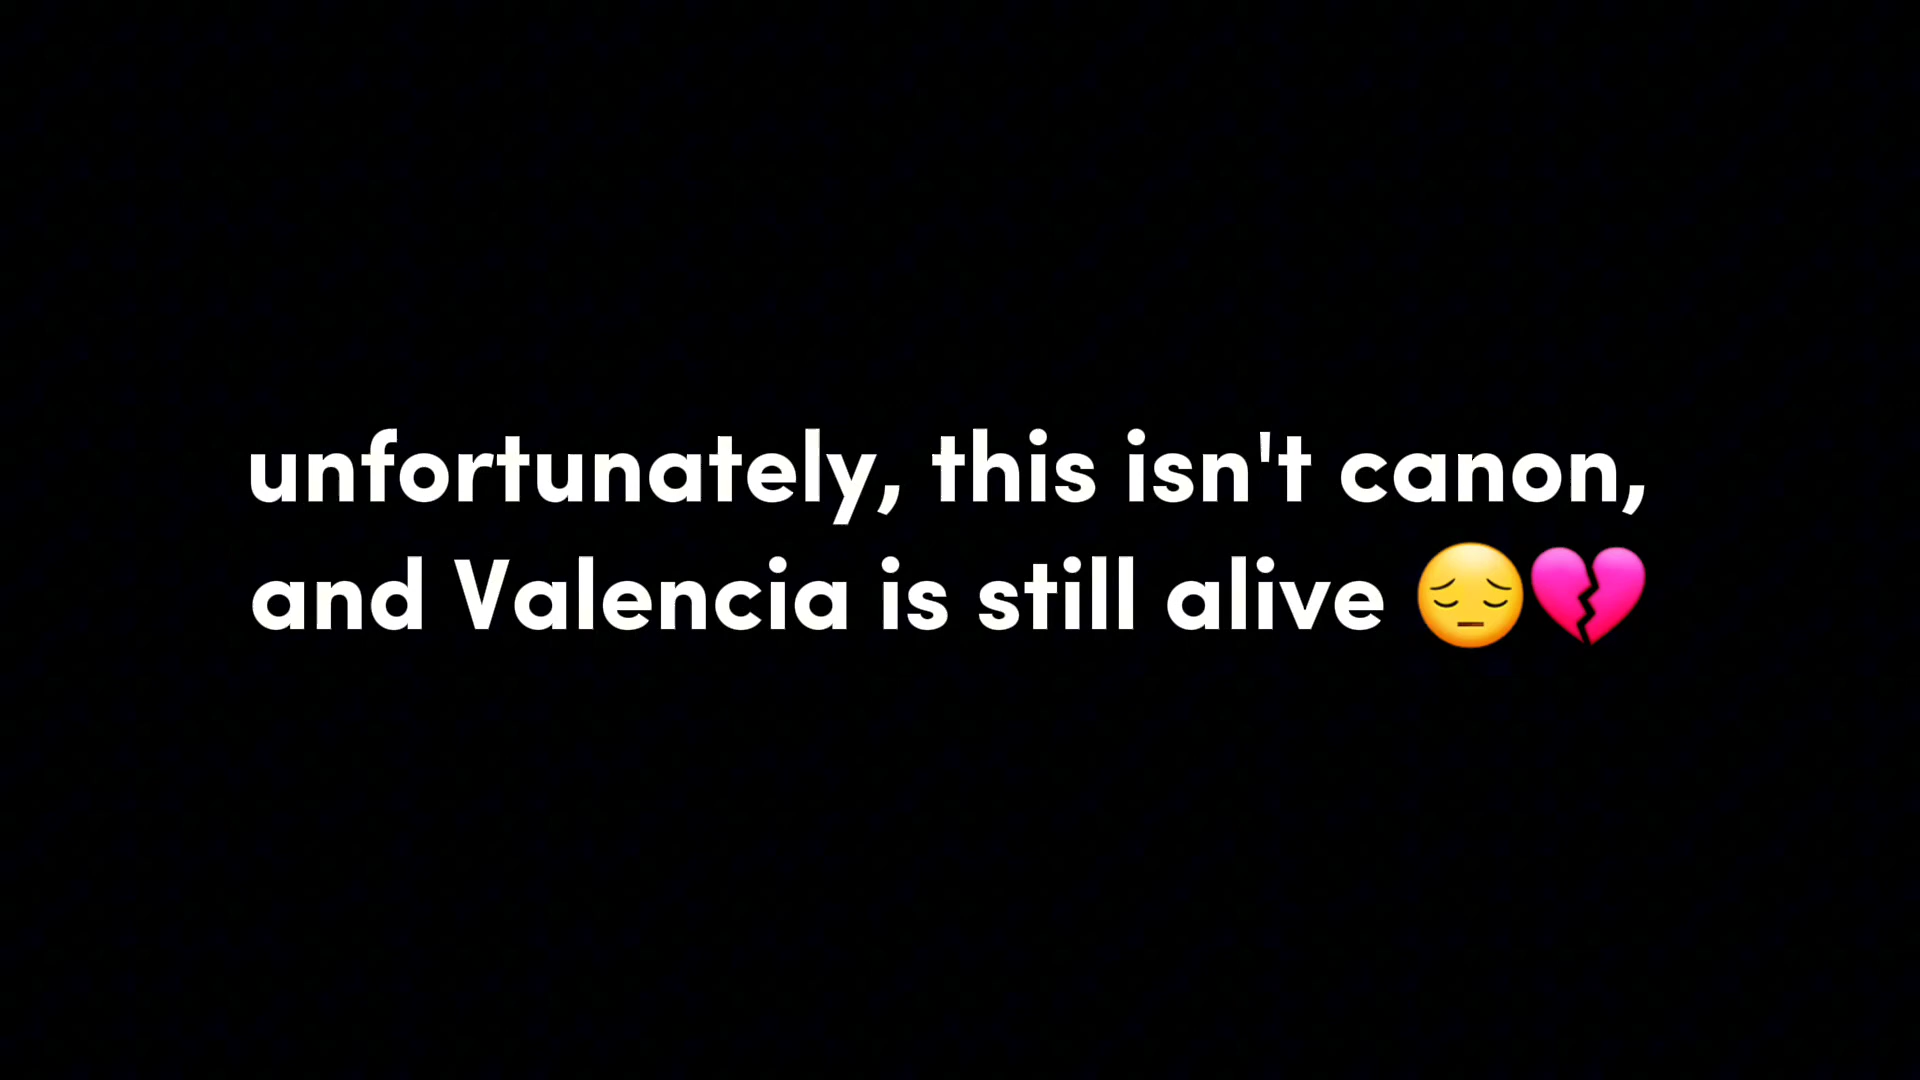 unfortunately, this isn't canon,
and Valencia is still alive 😔💔